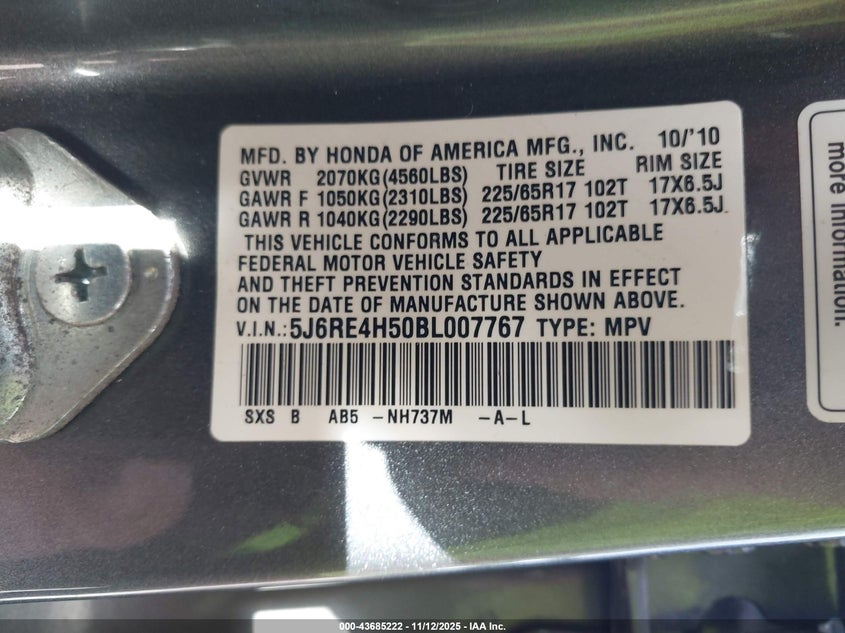 MFD. BY HONDA OF AMERICA MFG., INC. 10/'10
GVWR 2070KG(4560LBS) TIRE SIZE RIM SIZE
GAWR F 1050KG(2310LBS) 225/65R17 102T 17X6.5J
GAWR R 1040KG(2290LBS) 225/65R17 102T 17X6.5J
THIS VEHICLE CONFORMS TO ALL APPLICABLE
FEDERAL MOTOR VEHICLE SAFETY
AND THEFT PREVENTION STANDARDS IN EFFECT
ON THE DATE OF MANUFACTURE SHOWN ABOVE.
V.I.N.:5J6RE4H50BL007767 TYPE: MPV
SXS B AB5 -NH737M -A-L
more information.
000-43685222 - 11/12/2025 - IAA Inc.